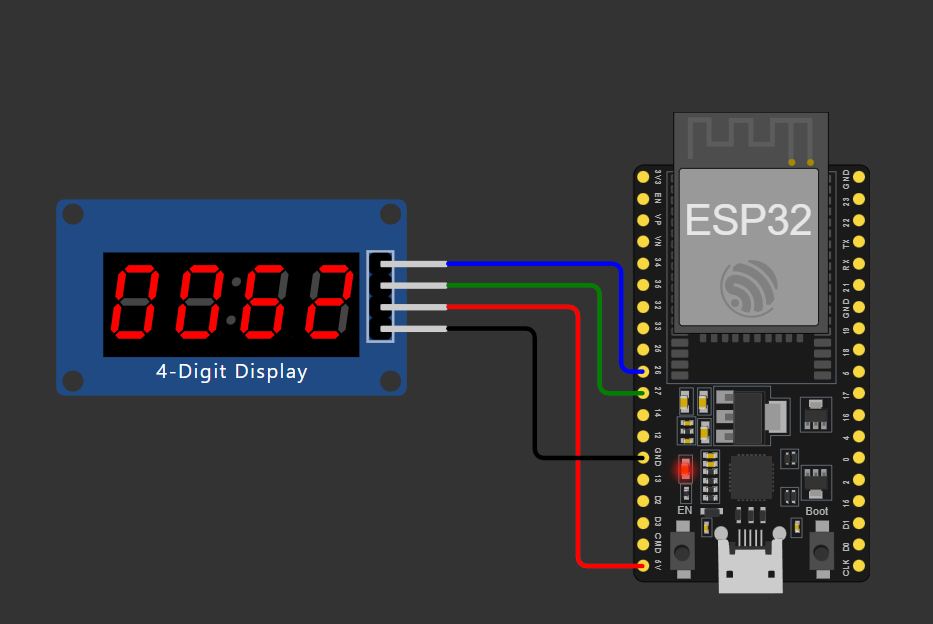 ESP32
0062
4-Digit Display
3V3
EN
VP
VN
34
35
32
33
25
26
27
14
12
GND
13
D2
D3
CMD
5V
GND
23
22
TX
RX
21
GND
19
18
5
17
16
4
0
2
15
D1
D0
CLK
EN
Boot